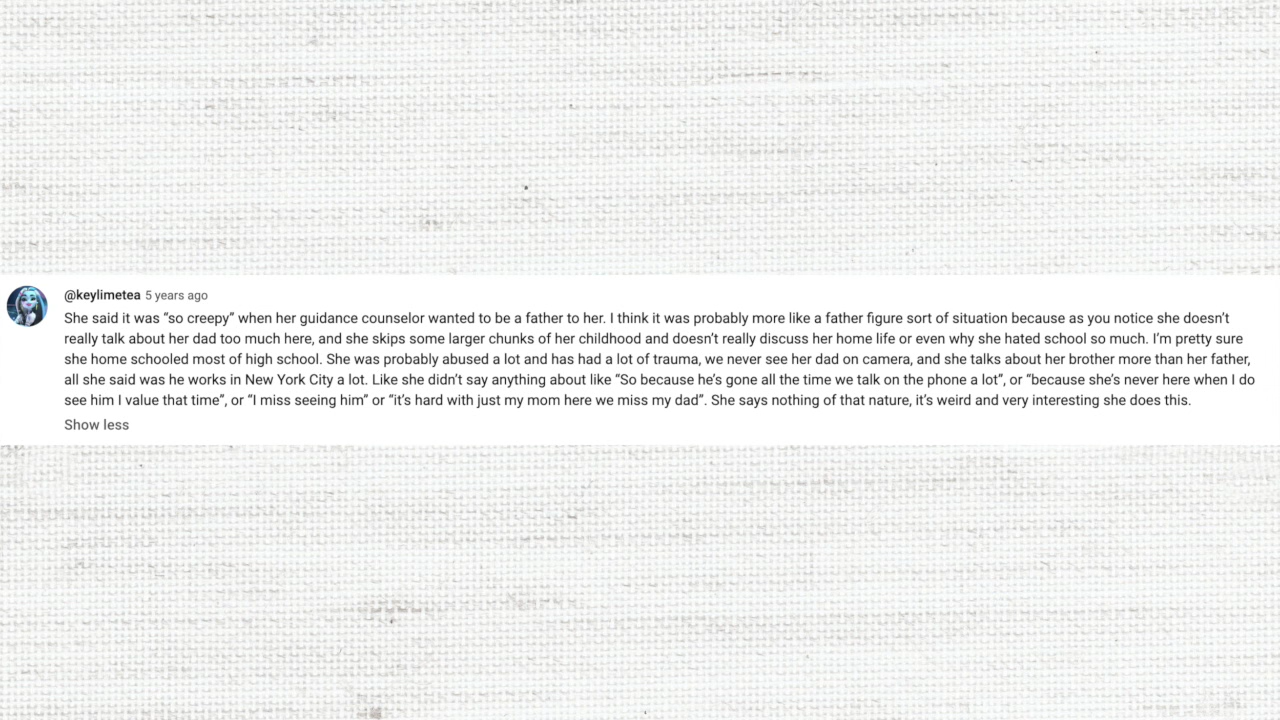 @keylimetea 5 years ago
She said it was “so creepy” when her guidance counselor wanted to be a father to her. I think it was probably more like a father figure sort of situation because as you notice she doesn’t
really talk about her dad too much here, and she skips some larger chunks of her childhood and doesn’t really discuss her home life or even why she hated school so much. I’m pretty sure
she home schooled most of high school. She was probably abused a lot and has had a lot of trauma, we never see her dad on camera, and she talks about her brother more than her father,
all she said was he works in New York City a lot. Like she didn’t say anything about like “So because he’s gone all the time we talk on the phone a lot”, or “because she’s never here when I do
see him I value that time”, or “I miss seeing him” or “it’s hard with just my mom here we miss my dad”. She says nothing of that nature, it’s weird and very interesting she does this.
Show less